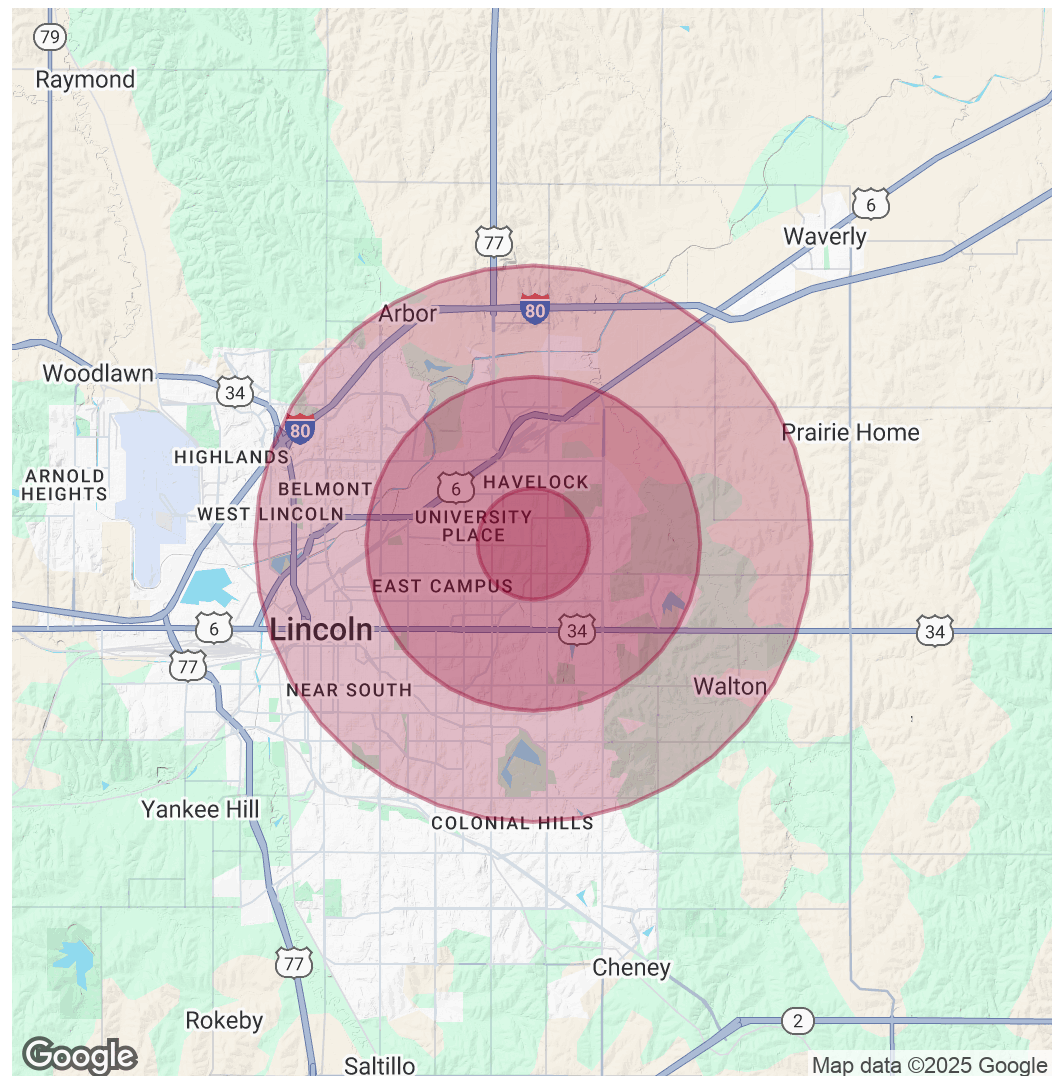 79
Raymond
6
Waverly
77
Arbor
80
Woodlawn
34
80
Prairie Home
HIGHLANDS
ARNOLD
HEIGHTS
BELMONT
6
HAVELOCK
WEST LINCOLN
UNIVERSITY
PLACE
EAST CAMPUS
6
Lincoln
34
34
77
NEAR SOUTH
Walton
Yankee Hill
COLONIAL HILLS
77
Cheney
Rokeby
2
Google
Saltillo
Map data ©2025 Google